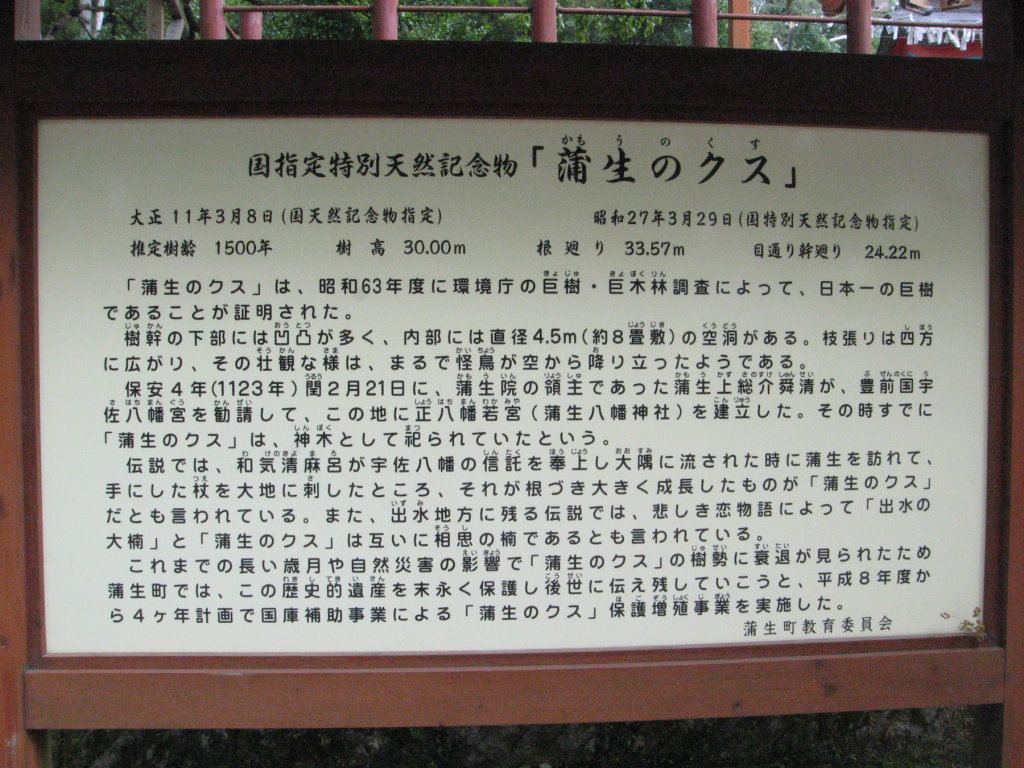 国指定特別天然記念物「蒲生のクス」
大正11年3月8日(国天然記念物指定) 昭和27年3月29日(国特別天然記念物指定)
推定樹齢 1500年 樹高 30.00m 根廻り 33.57m 目通り幹廻り 24.22m
「蒲生のクス」は、昭和63年度に環境庁の巨樹・巨木林調査によって、日本一の巨樹
であることが証明された。
樹幹の下部には凹凸が多く、内部には直径4.5m(約8畳敷)の空洞がある。枝張りは四方
に広がり、その壮観な様は、まるで怪鳥が空から降り立ったようである。
保安4年(1123年)閏2月21日に、蒲生院の領主であった蒲生上総介舜清が、豊前国宇
佐八幡宮を勧請して、この地に正八幡若宮(蒲生八幡神社)を建立した。その時すでに
「蒲生のクス」は、神木として祀られていたという。
伝説では、和気清麻呂が宇佐八幡の信託を奉上し大隅に流された時に蒲生を訪れて、
手にした杖を大地に刺したところ、それが根づき大きく成長したものが「蒲生のクス」
だとも言われている。また、出水地方に残る伝説では、悲しき恋物語によって「出水の
大楠」と「蒲生のクス」は互いに相思の楠であるとも言われている。
これまでの長い歳月や自然災害の影響で「蒲生のクス」の樹勢に衰退が見られたため
蒲生町では、この歴史的遺産を末永く保護し後世に伝え残していこうと、平成8年度か
ら4ヶ年計画で国庫補助事業による「蒲生のクス」保護増殖事業を実施した。
蒲生町教育委員会